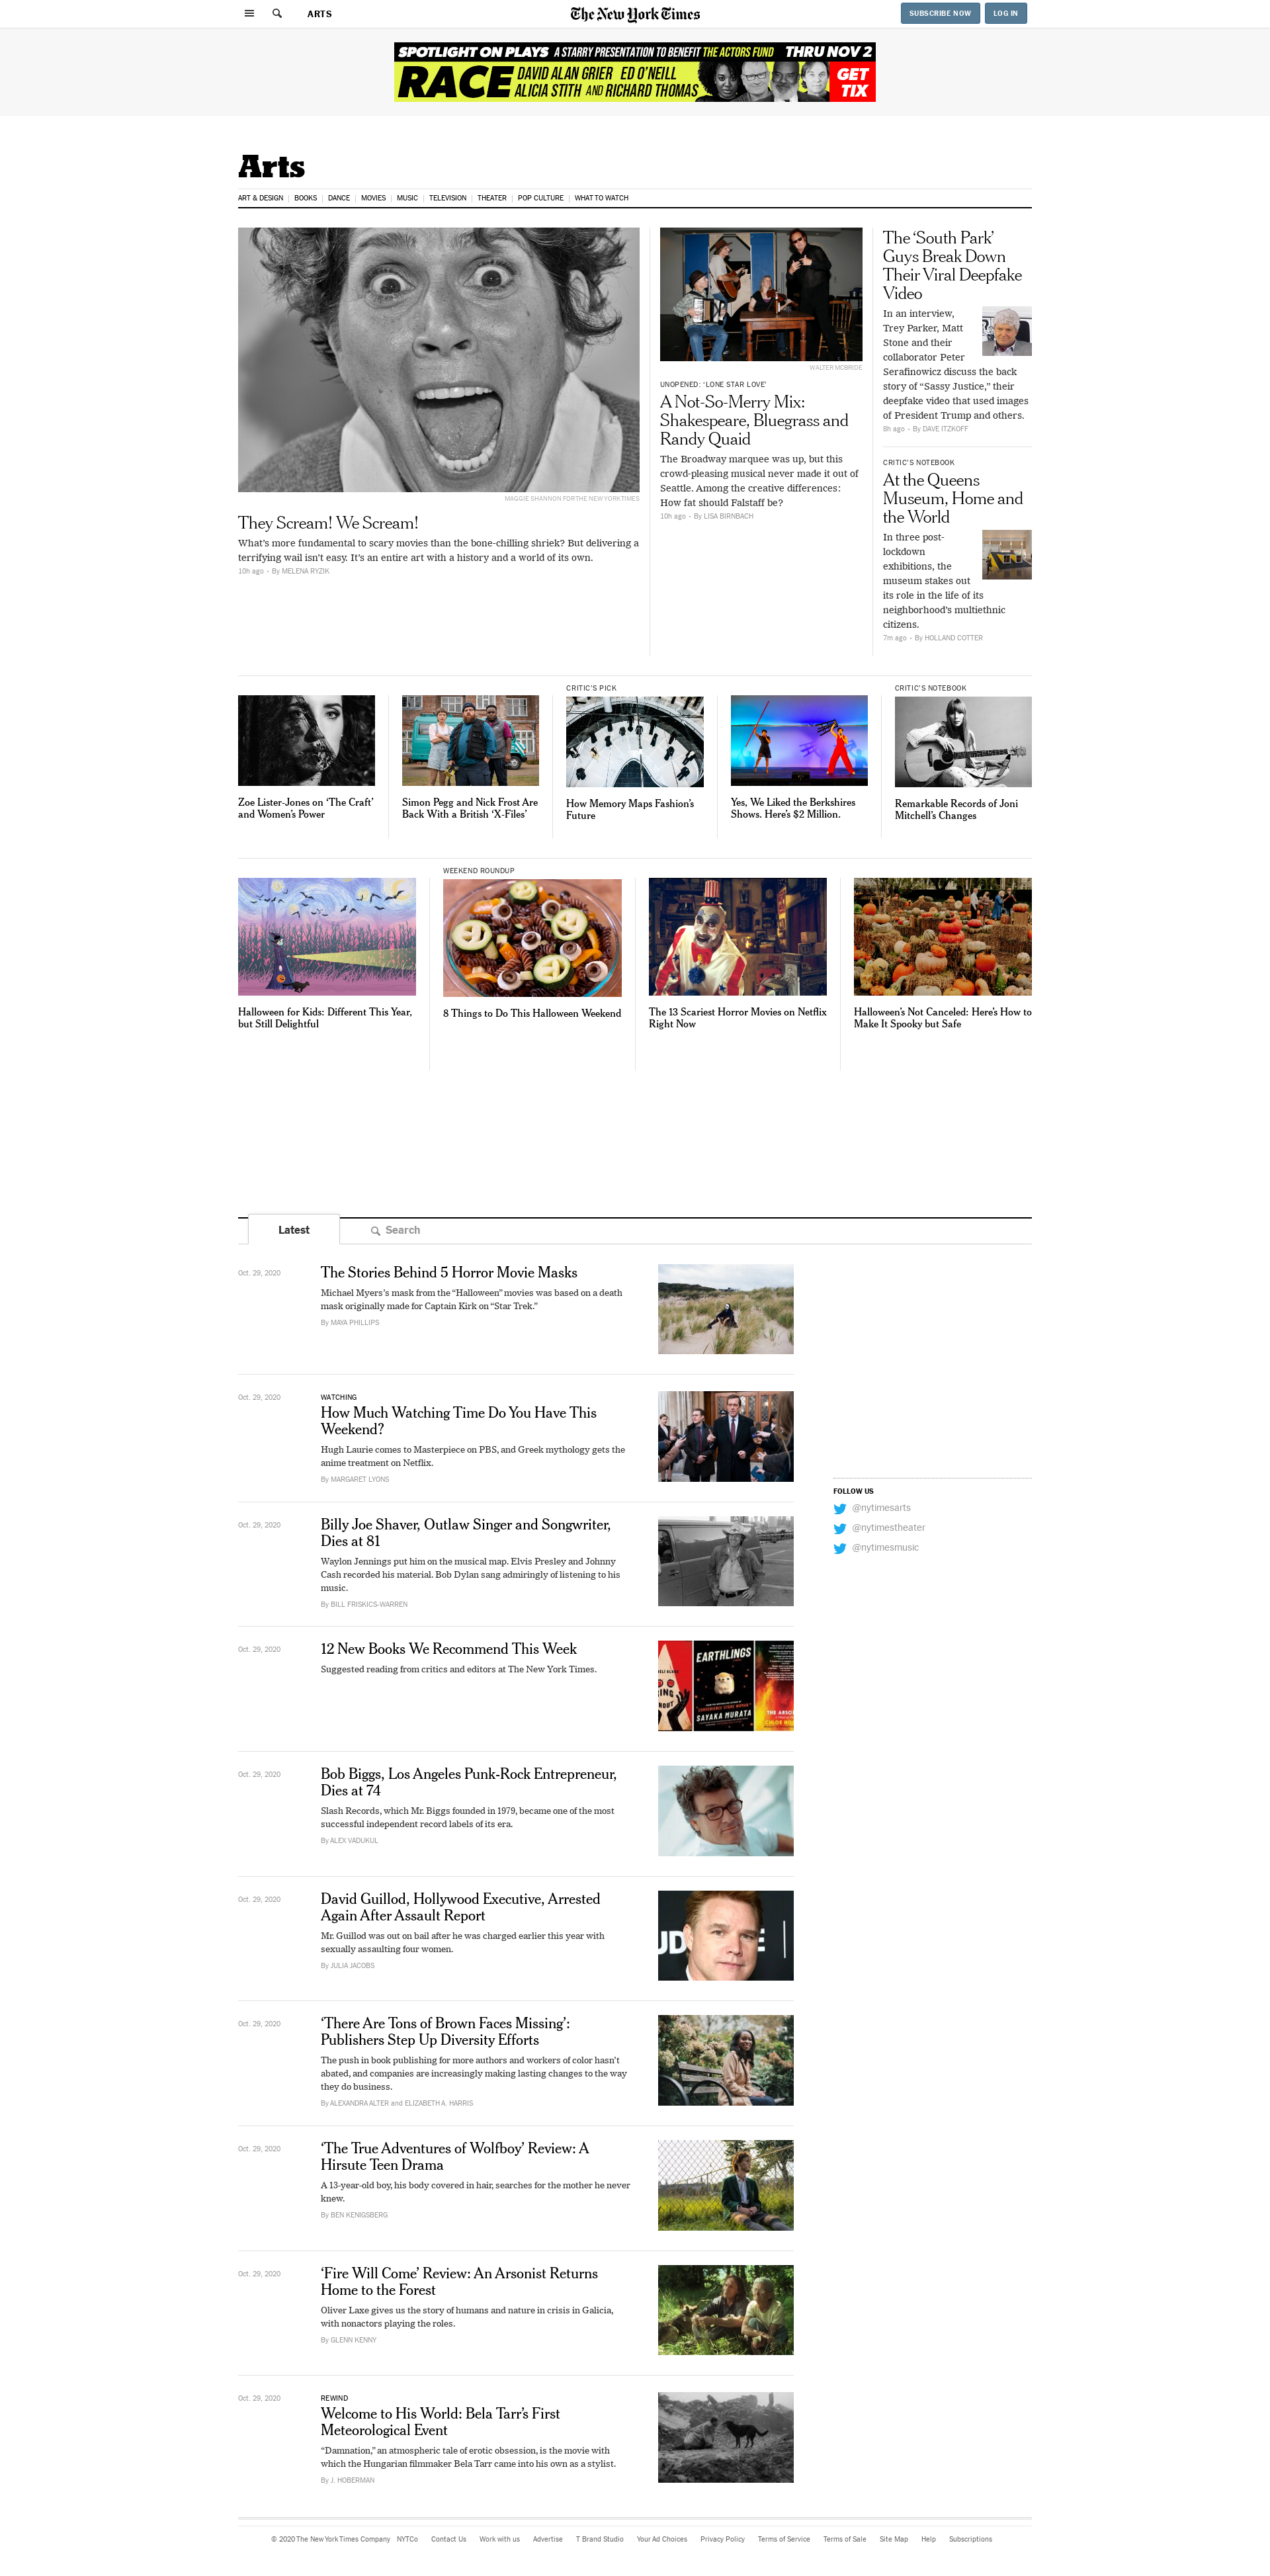 ARTS
The New York Times
SUBSCRIBE NOW
LOG IN
SPOTLIGHT ON PLAYS A STARRY PRESENTATION TO BENEFIT THE ACTORS FUND THRU NOV 2
RACE
DAVID ALAN GRIER ED O'NEILL
ALICIA STITH AND RICHARD THOMAS
GET
TIX
Arts
ART & DESIGN BOOKS DANCE MOVIES MUSIC TELEVISION THEATER POP CULTURE WHAT TO WATCH
MAGGIE SHANNON FOR THE NEW YORK TIMES
They Scream! We Scream!
What's more fundamental to scary movies than the bone-chilling shriek? But delivering a
terrifying wail isn't easy. It's an entire art with a history and a world of its own.
10h ago • By MELENA RYZIK
WALTER MCBRIDE
UNOPENED: 'LONE STAR LOVE'
A Not-So-Merry Mix:
Shakespeare, Bluegrass and
Randy Quaid
The Broadway marquee was up, but this
crowd-pleasing musical never made it out of
Seattle. Among the creative differences:
How fat should Falstaff be?
10h ago • By LISA BIRNBACH
The 'South Park'
Guys Break Down
Their Viral Deepfake
Video
In an interview,
Trey Parker, Matt
Stone and their
collaborator Peter
Serafinowicz discuss the back
story of “Sassy Justice,” their
deepfake video that used images
of President Trump and others.
8h ago • By DAVE ITZKOFF
CRITIC'S NOTEBOOK
At the Queens
Museum, Home and
the World
In three post-
lockdown
exhibitions, the
museum stakes out
its role in the life of its
neighborhood's multiethnic
citizens.
7m ago • By HOLLAND COTTER
Zoe Lister-Jones on 'The Craft'
and Women's Power
Simon Pegg and Nick Frost Are
Back With a British 'X-Files'
CRITIC'S PICK
How Memory Maps Fashion's
Future
Yes, We Liked the Berkshires
Shows. Here's $2 Million.
CRITIC'S NOTEBOOK
Remarkable Records of Joni
Mitchell's Changes
Halloween for Kids: Different This Year,
but Still Delightful
WEEKEND ROUNDUP
8 Things to Do This Halloween Weekend
The 13 Scariest Horror Movies on Netflix
Right Now
Halloween's Not Canceled: Here's How to
Make It Spooky but Safe
Latest
Search
Oct. 29, 2020
The Stories Behind 5 Horror Movie Masks
Michael Myers's mask from the “Halloween” movies was based on a death
mask originally made for Captain Kirk on “Star Trek.”
By MAYA PHILLIPS
Oct. 29, 2020
WATCHING
How Much Watching Time Do You Have This
Weekend?
Hugh Laurie comes to Masterpiece on PBS, and Greek mythology gets the
anime treatment on Netflix.
By MARGARET LYONS
FOLLOW US
@nytimesarts
@nytimestheater
@nytimesmusic
Oct. 29, 2020
Billy Joe Shaver, Outlaw Singer and Songwriter,
Dies at 81
Waylon Jennings put him on the musical map. Elvis Presley and Johnny
Cash recorded his material. Bob Dylan sang admiringly of listening to his
music.
By BILL FRISKICS-WARREN
Oct. 29, 2020
12 New Books We Recommend This Week
Suggested reading from critics and editors at The New York Times.
EARTHLINGS
SAYAKA MURATA
Oct. 29, 2020
Bob Biggs, Los Angeles Punk-Rock Entrepreneur,
Dies at 74
Slash Records, which Mr. Biggs founded in 1979, became one of the most
successful independent record labels of its era.
By ALEX VADUKUL
Oct. 29, 2020
David Guillod, Hollywood Executive, Arrested
Again After Assault Report
Mr. Guillod was out on bail after he was charged earlier this year with
sexually assaulting four women.
By JULIA JACOBS
Oct. 29, 2020
'There Are Tons of Brown Faces Missing':
Publishers Step Up Diversity Efforts
The push in book publishing for more authors and workers of color hasn't
abated, and companies are increasingly making lasting changes to the way
they do business.
By ALEXANDRA ALTER and ELIZABETH A. HARRIS
Oct. 29, 2020
'The True Adventures of Wolfboy' Review: A
Hirsute Teen Drama
A 13-year-old boy, his body covered in hair, searches for the mother he never
knew.
By BEN KENIGSBERG
Oct. 29, 2020
'Fire Will Come' Review: An Arsonist Returns
Home to the Forest
Oliver Laxe gives us the story of humans and nature in crisis in Galicia,
with nonactors playing the roles.
By GLENN KENNY
Oct. 29, 2020
REWIND
Welcome to His World: Bela Tarr's First
Meteorological Event
“Damnation,” an atmospheric tale of erotic obsession, is the movie with
which the Hungarian filmmaker Bela Tarr came into his own as a stylist.
By J. HOBERMAN
© 2020 The New York Times Company NYTCo Contact Us Work with us Advertise T Brand Studio Your Ad Choices Privacy Policy Terms of Service Terms of Sale Site Map Help Subscriptions